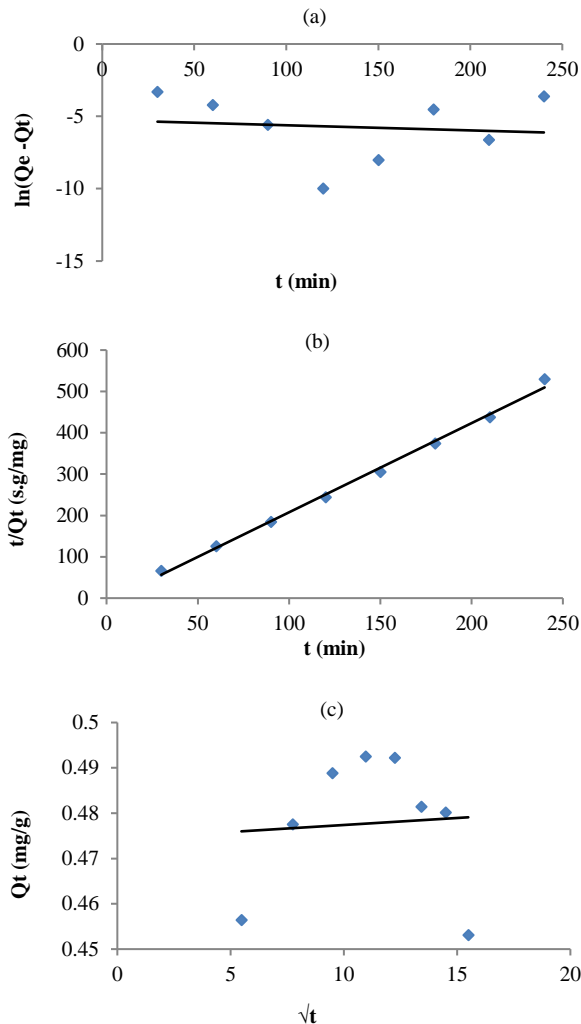 (a)
0
0 50 100 150 200 250
-5
-10
-15
ln(Qe -Qt)
t (min)
(b)
600
500
400
300
200
100
0
0 50 100 150 200 250
t/Qt (s.g/mg)
t (min)
(c)
0.5
0.49
0.48
0.47
0.46
0.45
0 5 10 15 20
Qt (mg/g)
√t